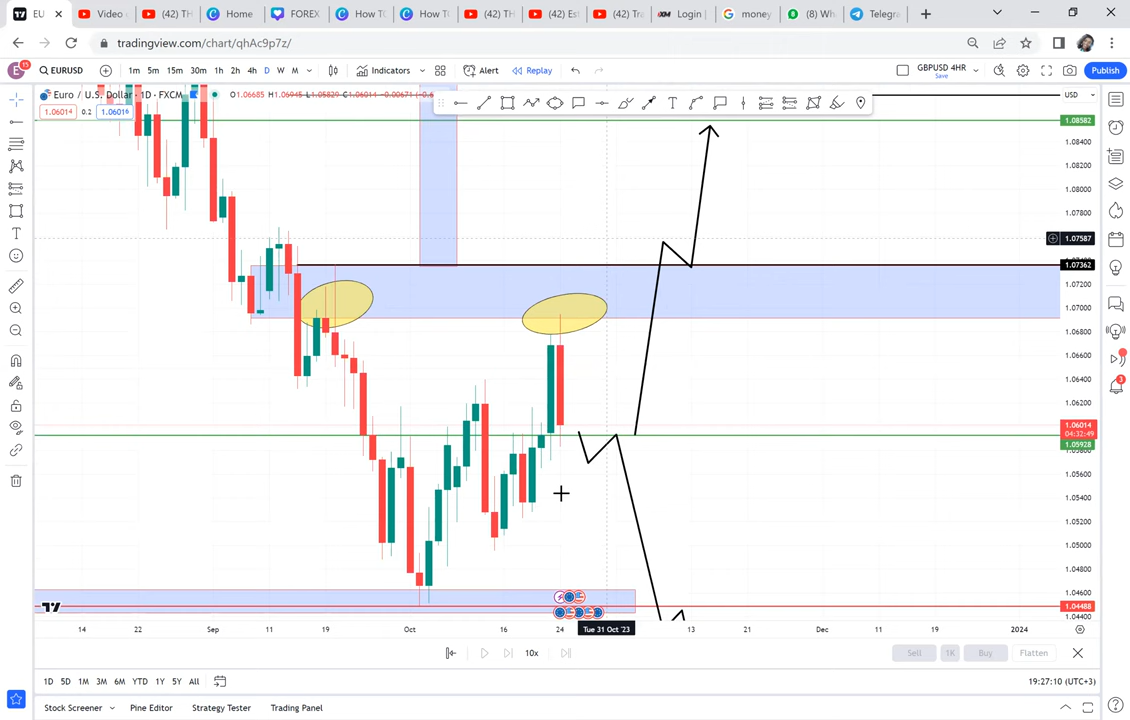 EU
Video
(42) TH
Home
FOREX
How T
How T
(42) TH
(42) Est
(42) Tra
Login |
money
(8) Wh
Telegra
tradingview.com/chart/qhAc9p7z/
E
15
EURUSD
1m 5m 15m 30m 1h 2h 4h D W M
Indicators
Alert
Replay
GBPUSD 4HR
Save
Publish
Euro / U.S. Dollar · 1D · FXCM
1.06014
0.2
1.06016
USD
1.08582
1.08400
1.08200
1.08000
1.07800
1.07587
1.07362
1.07200
1.07000
1.06800
1.06600
1.06400
1.06200
1.06014
04:32:49
1.05928
1.05600
1.05400
1.05200
1.05000
1.04800
1.04600
1.04488
1.04400
3
14 22 Sep 11 19 Oct 16 24 Tue 31 Oct '23 13 21 Dec 11 19 2024
10x
Sell 1K Buy Flatten
1D 5D 1M 3M 6M YTD 1Y 5Y All
19:27:10 (UTC+3)
Stock Screener Pine Editor Strategy Tester Trading Panel